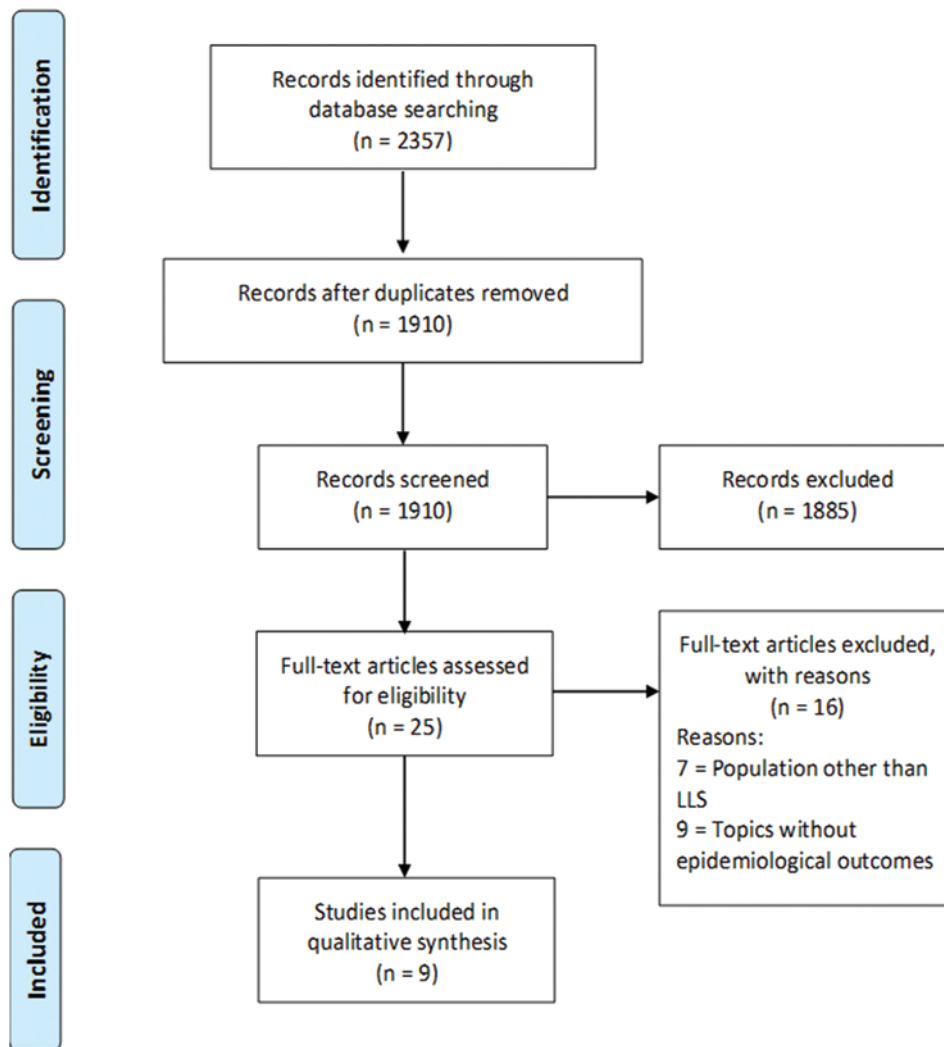 Identification
Records identified through
database searching
(n = 2357)
Records after duplicates removed
(n = 1910)
Screening
Records screened
(n = 1910)
Records excluded
(n = 1885)
Eligibility
Full-text articles assessed
for eligibility
(n = 25)
Full-text articles excluded,
with reasons
(n = 16)
Reasons:
7 = Population other than
LLS
9 = Topics without
epidemiological outcomes
Included
Studies included in
qualitative synthesis
(n = 9)